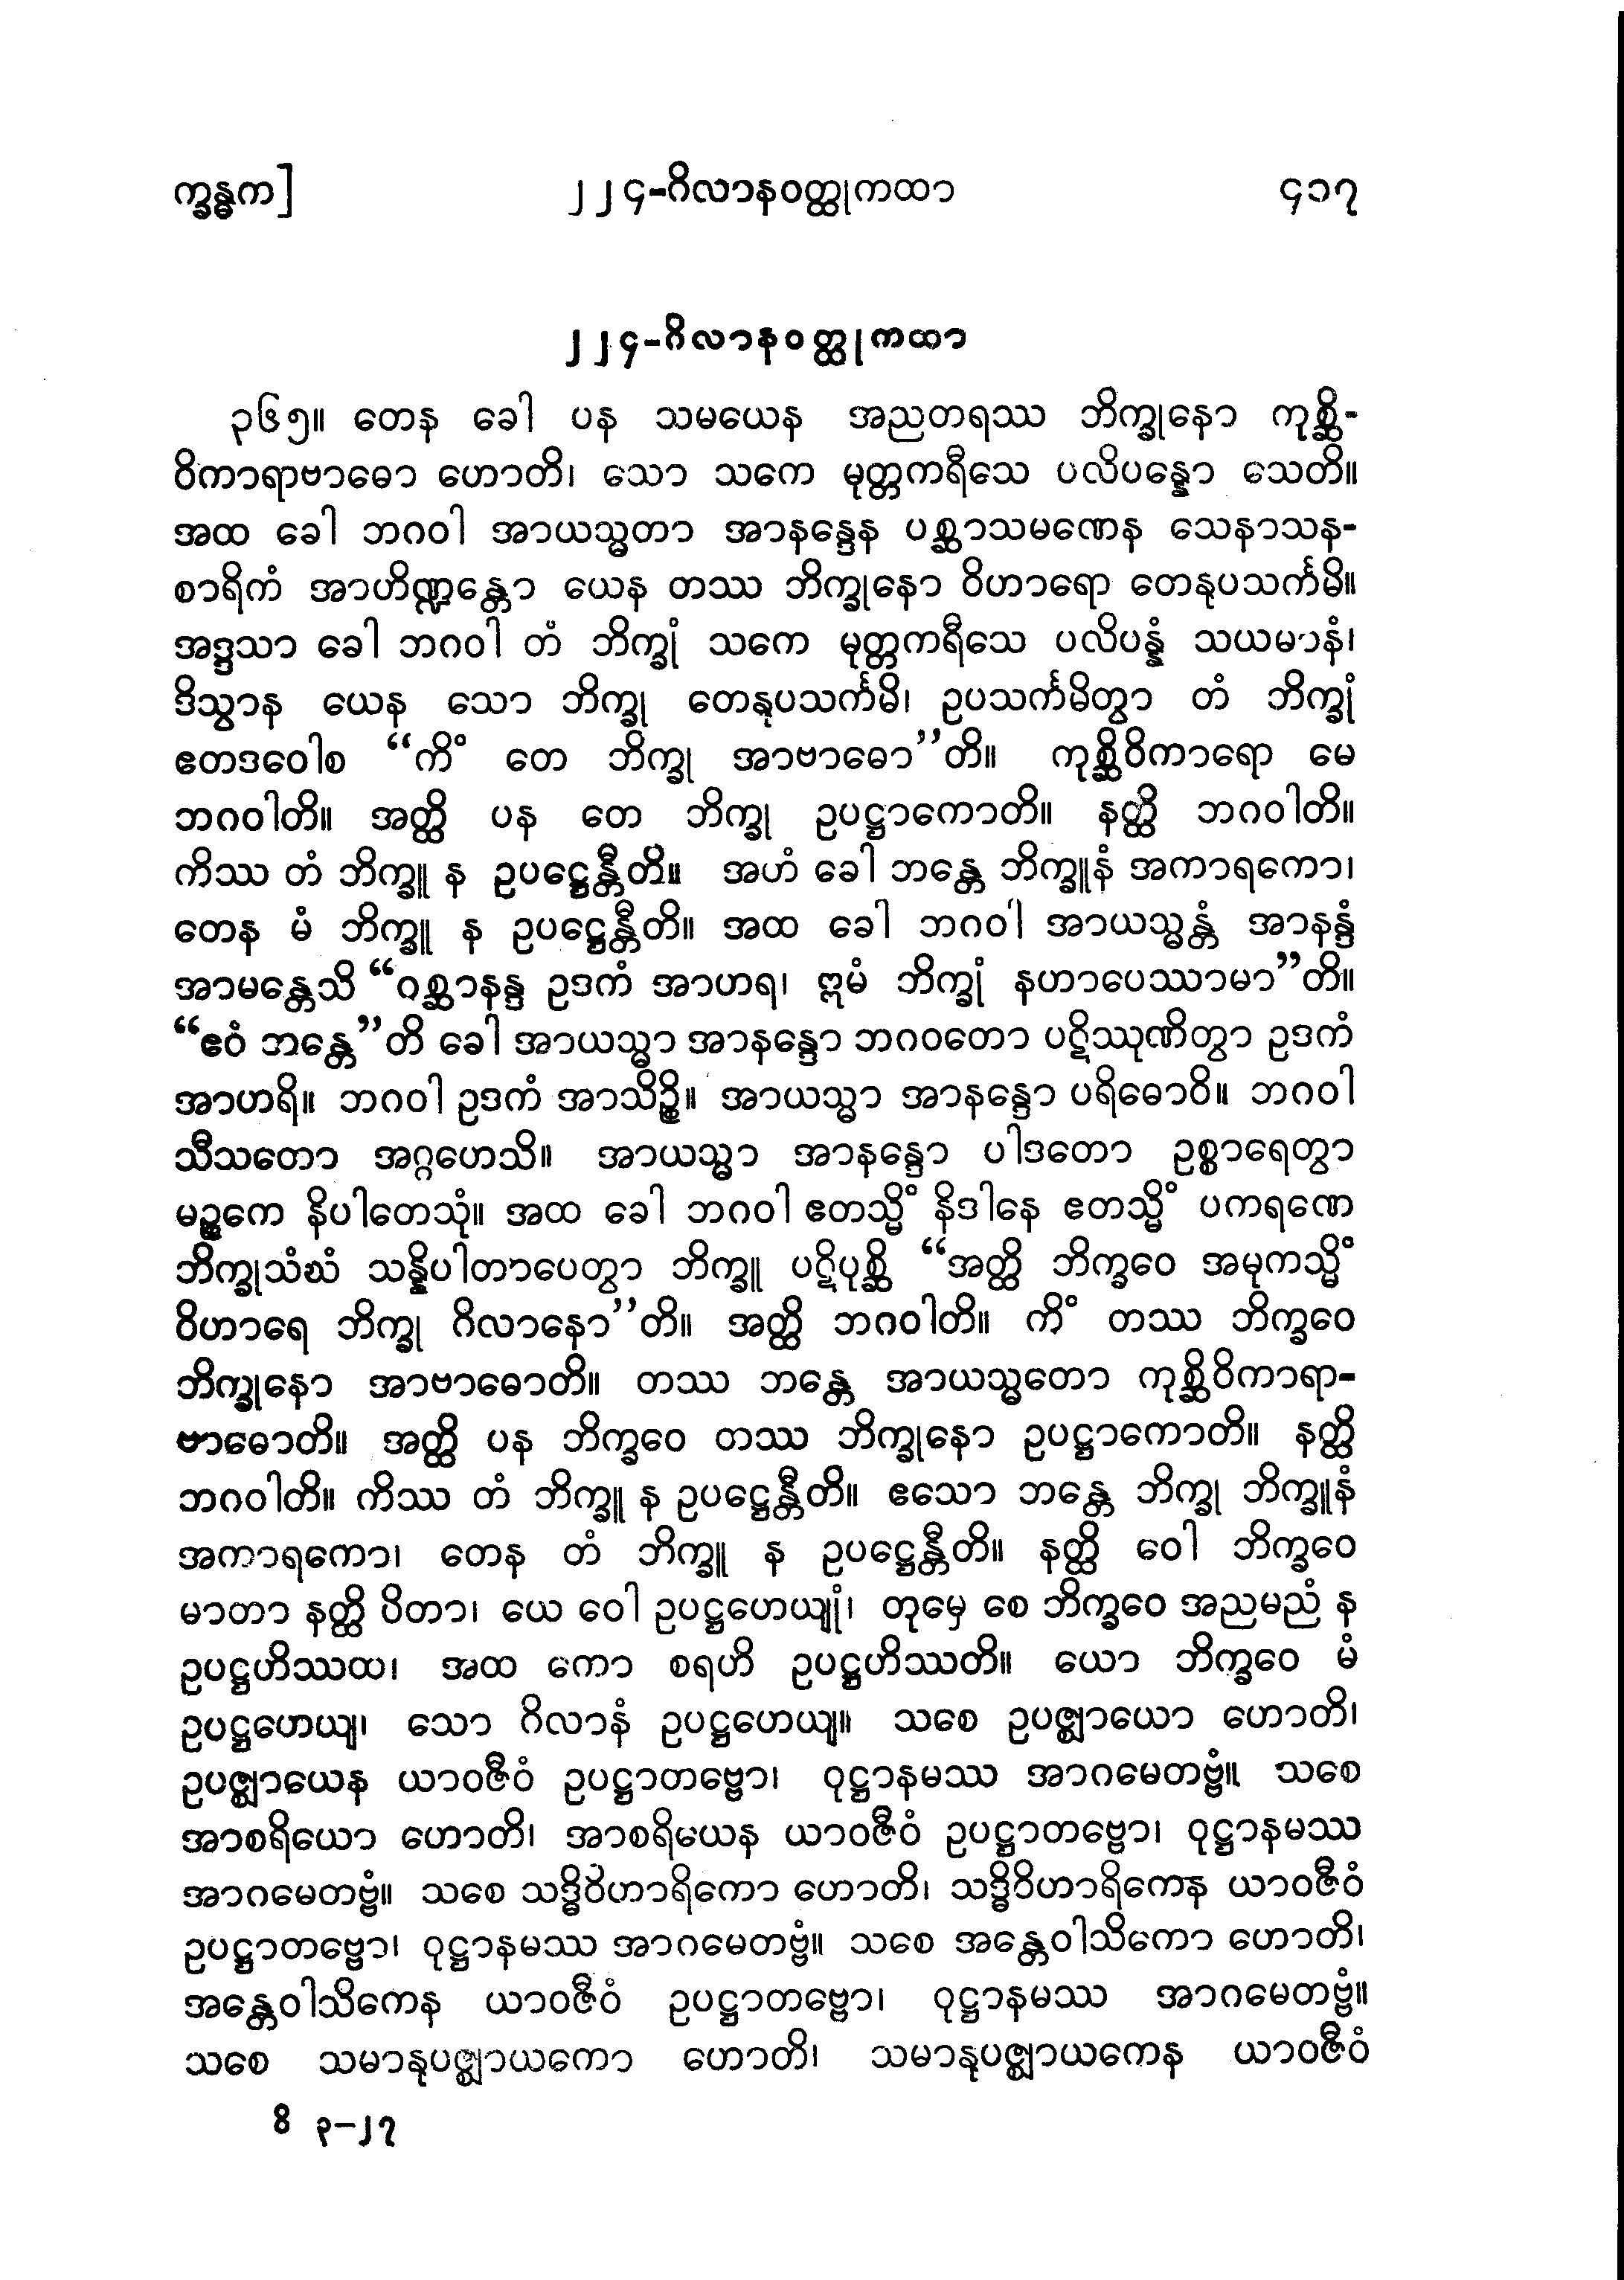 က္ခန္ဓက]
၂၂၄-ဂိလာနဝတ္ထုကထာ
၄၁၇
၂၂၄-ဂိလာနဝတ္ထုကထာ
၃၆၅။ တေန ခေါ ပန သမယေန အညတရဿ ဘိက္ခုနော ကုစ္ဆိ-
ဝိကာရာဗာဓော ဟောတိ၊ သော သကေ မုတ္တကရီသေ ပလိပန္နော သေတိ။
အထ ခေါ ဘဂဝါ အာယသ္မတာ အာနန္ဒေန ပစ္ဆာသမဏေန သေနာသန-
စာရိကံ အာဟိဏ္ဍန္တော ယေန တဿ ဘိက္ခုနော ဝိဟာရော တေနုပသင်္ကမိ။
အဒ္ဒသာ ခေါ ဘဂဝါ တံ ဘိက္ခုံ သကေ မုတ္တကရီသေ ပလိပန္နံ သယမာနံ၊
ဒိသွာန ယေန သော ဘိက္ခု တေနုပသင်္ကမိ၊ ဥပသင်္ကမိတွာ တံ ဘိက္ခုံ
ဧတဒဝေါစ “ကိံ တေ ဘိက္ခု အာဗာဓော”တိ။ ကုစ္ဆိဝိကာရော မေ
ဘဂဝါတိ။ အတ္ထိ ပန တေ ဘိက္ခု ဥပဋ္ဌာကောတိ။ နတ္ထိ ဘဂဝါတိ။
ကိဿ တံ ဘိက္ခူ န ဥပဋ္ဌေန္တီတိ။ အဟံ ခေါ ဘန္တေ ဘိက္ခူနံ အကာရကော၊
တေန မံ ဘိက္ခူ န ဥပဋ္ဌေန္တီတိ။ အထ ခေါ ဘဂဝါ အာယသ္မန္တံ အာနန္ဒံ
အာမန္တေသိ “ဂစ္ဆာနန္ဒ ဥဒကံ အာဟရ၊ ဣမံ ဘိက္ခုံ နဟာပေဿာမာ”တိ။
“ဧဝံ ဘန္တေ”တိ ခေါ အာယသ္မာ အာနန္ဒော ဘဂဝတော ပဋိဿုဏိတွာ ဥဒကံ
အာဟရိ။ ဘဂဝါ ဥဒကံ အာသိဉ္စိ။ အာယသ္မာ အာနန္ဒော ပရိဓောဝိ။ ဘဂဝါ
သီသတော အဂ္ဂဟေသိ။ အာယသ္မာ အာနန္ဒော ပါဒတော ဥစ္စာရေတွာ
မဉ္စကေ နိပါတေသုံ။ အထ ခေါ ဘဂဝါ ဧတသ္မိံ နိဒါနေ ဧတသ္မိံ ပကရဏေ
ဘိက္ခုသံဃံ သန္နိပါတာပေတွာ ဘိက္ခူ ပဋိပုစ္ဆိ “အတ္ထိ ဘိက္ခဝေ အမုကသ္မိံ
ဝိဟာရေ ဘိက္ခု ဂိလာနော”တိ။ အတ္ထိ ဘဂဝါတိ။ ကိံ တဿ ဘိက္ခဝေ
ဘိက္ခုနော အာဗာဓောတိ။ တဿ ဘန္တေ အာယသ္မတော ကုစ္ဆိဝိကာရာ-
ဗာဓောတိ။ အတ္ထိ ပန ဘိက္ခဝေ တဿ ဘိက္ခုနော ဥပဋ္ဌာကောတိ။ နတ္ထိ
ဘဂဝါတိ။ ကိဿ တံ ဘိက္ခူ န ဥပဋ္ဌေန္တီတိ။ ဧသော ဘန္တေ ဘိက္ခု ဘိက္ခူနံ
အကာရကော၊ တေန တံ ဘိက္ခူ န ဥပဋ္ဌေန္တီတိ။ နတ္ထိ ဝေါ ဘိက္ခဝေ
မာတာ နတ္ထိ ပိတာ၊ ယေ ဝေါ ဥပဋ္ဌဟေယျုံ၊ တုမှေ စေ ဘိက္ခဝေ အညမညံ န
ဥပဋ္ဌဟိဿထ၊ အထ ကော စရဟိ ဥပဋ္ဌဟိဿတိ။ ယော ဘိက္ခဝေ မံ
ဥပဋ္ဌဟေယျ၊ သော ဂိလာနံ ဥပဋ္ဌဟေယျ။ သစေ ဥပဇ္ဈာယော ဟောတိ၊
ဥပဇ္ဈာယေန ယာဝဇီဝံ ဥပဋ္ဌာတဗ္ဗော၊ ဝုဋ္ဌာနမဿ အာဂမေတဗ္ဗံ။ သစေ
အာစရိယော ဟောတိ၊ အာစရိယေန ယာဝဇီဝံ ဥပဋ္ဌာတဗ္ဗော၊ ဝုဋ္ဌာနမဿ
အာဂမေတဗ္ဗံ။ သစေ သဒ္ဓိဝိဟာရိကော ဟောတိ၊ သဒ္ဓိဝိဟာရိကေန ယာဝဇီဝံ
ဥပဋ္ဌာတဗ္ဗော၊ ဝုဋ္ဌာနမဿ အာဂမေတဗ္ဗံ။ သစေ အန္တေဝါသိကော ဟောတိ၊
အန္တေဝါသိကေန ယာဝဇီဝံ ဥပဋ္ဌာတဗ္ဗော၊ ဝုဋ္ဌာနမဿ အာဂမေတဗ္ဗံ။
သစေ သမာနုပဇ္ဈာယကော ဟောတိ၊ သမာနုပဇ္ဈာယကေန ယာဝဇီဝံ
ဝိ ၃-၂၇